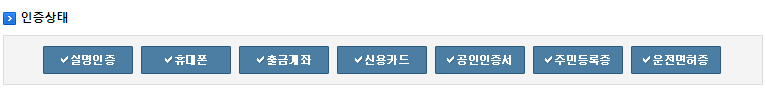 인증상태
✓실명인증 ✓휴대폰 ✓출금계좌 ✓신용카드 ✓공인인증서 ✓주민등록증 ✓운전면허증